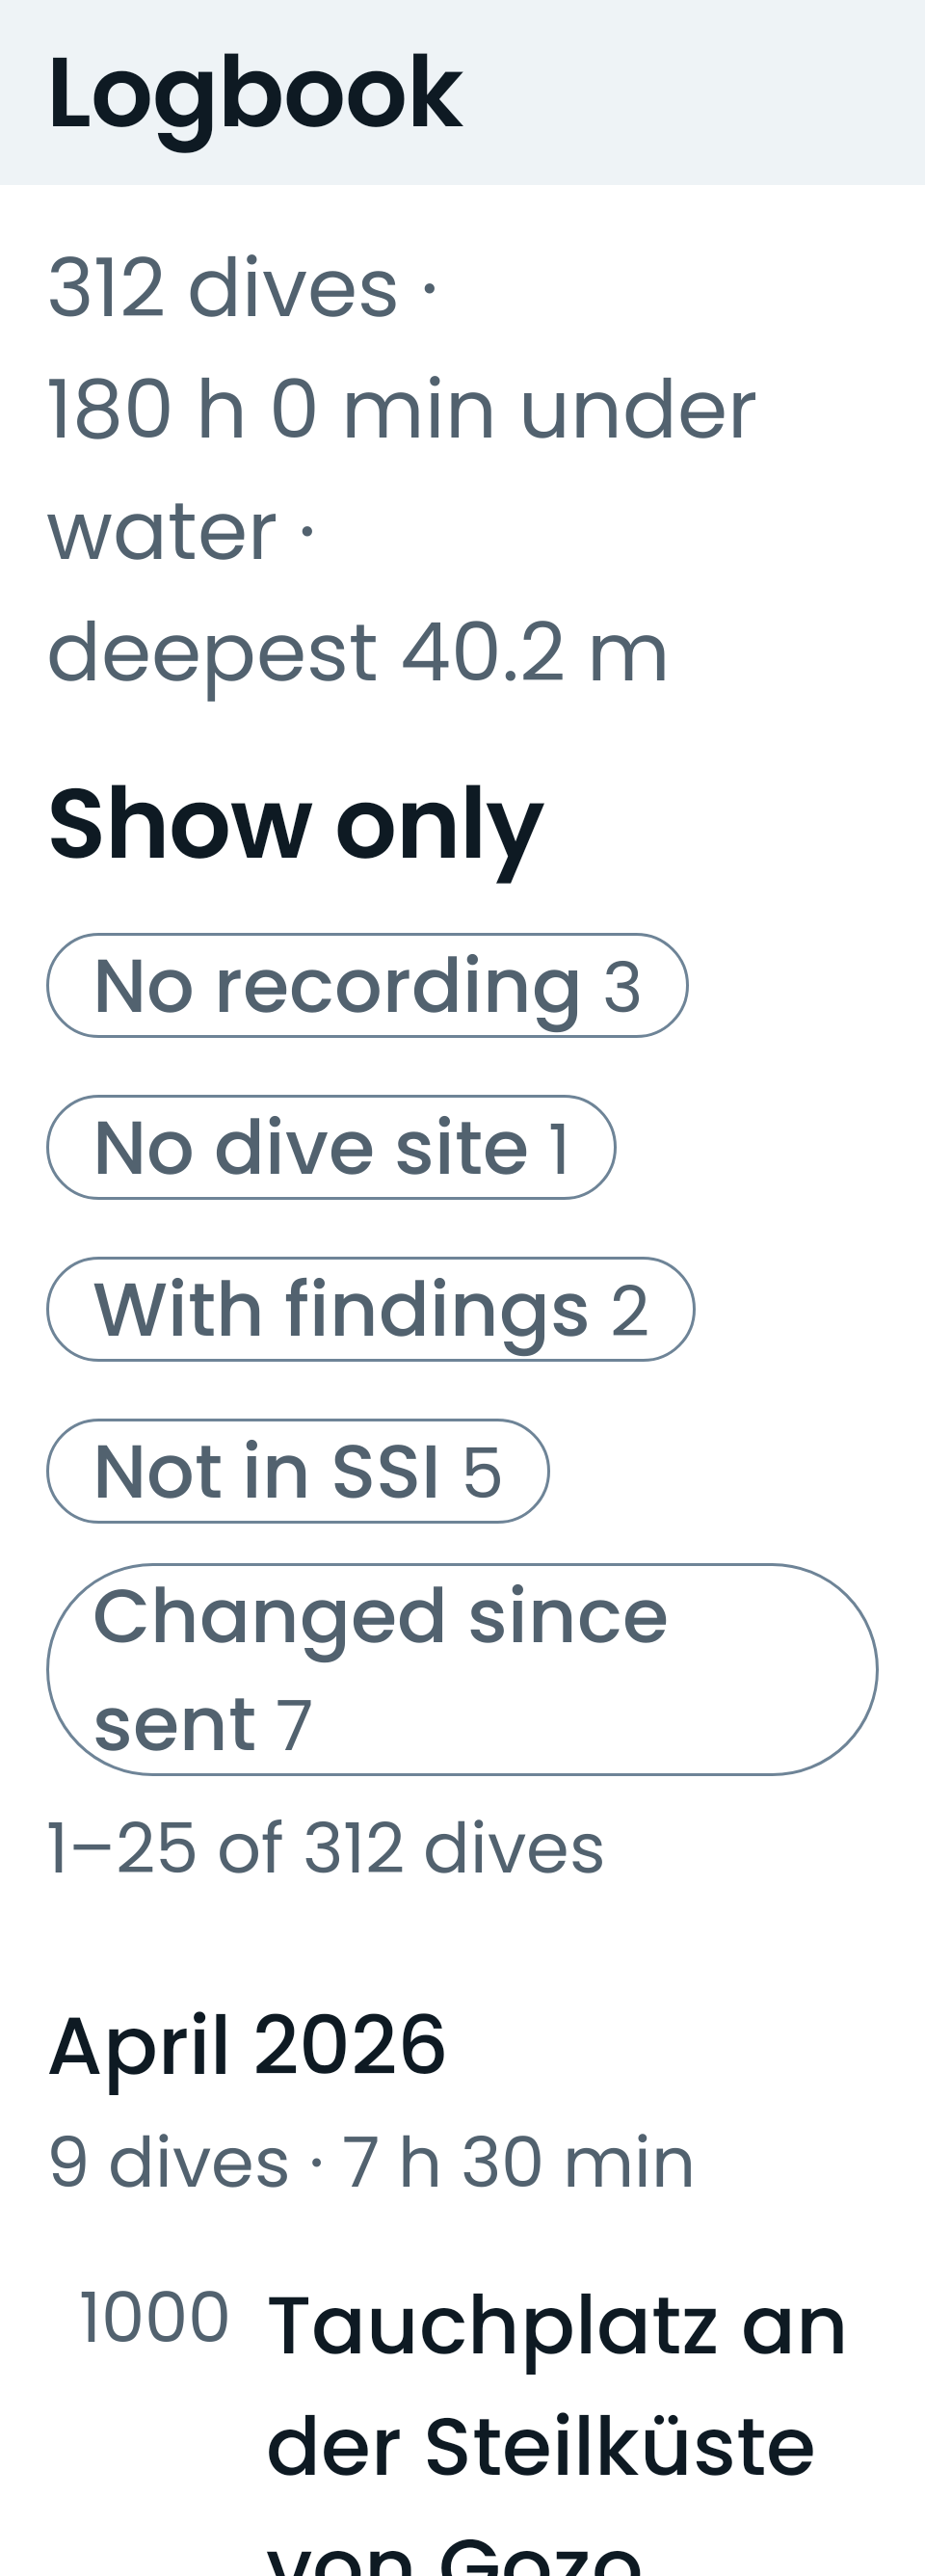 Logbook
312 dives ·
180 h 0 min under
water ·
deepest 40.2 m
Show only
No recording 3
No dive site 1
With findings 2
Not in SSI 5
Changed since
sent 7
1–25 of 312 dives
April 2026
9 dives · 7 h 30 min
1000 Tauchplatz an
der Steilküste
von Gozo